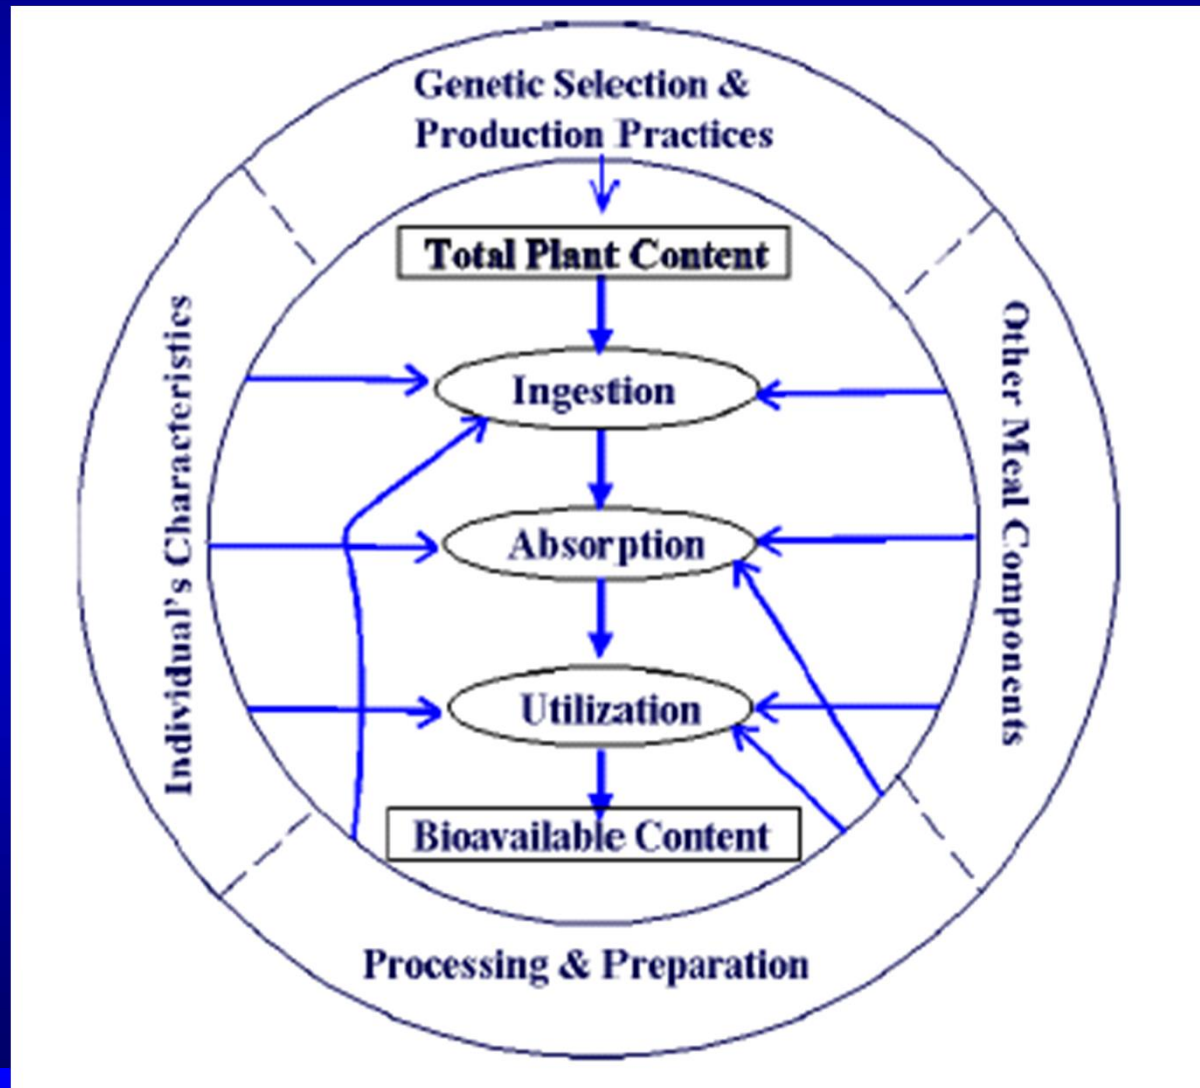 Genetic Selection &
Production Practices
Total Plant Content
Individual's Characteristics
Other Meal Components
Ingestion
Absorption
Utilization
Bioavailable Content
Processing & Preparation